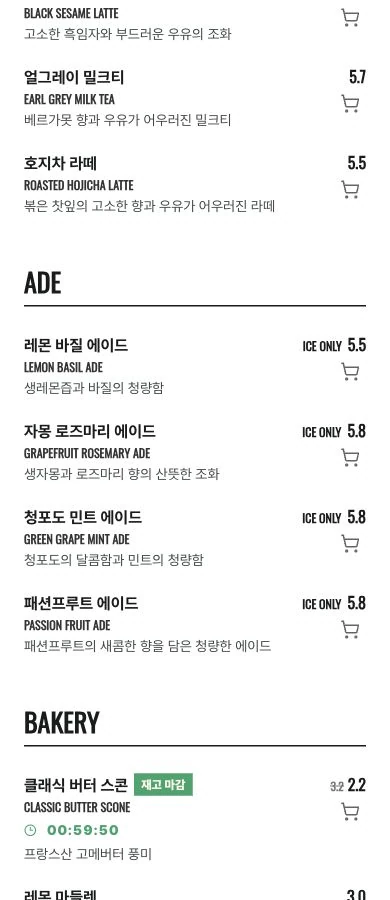 BLACK SESAME LATTE
고소한 흑임자와 부드러운 우유의 조화
얼그레이 밀크티 5.7
EARL GREY MILK TEA
베르가못 향과 우유가 어우러진 밀크티
호지차 라떼 5.5
ROASTED HOJICHA LATTE
볶은 찻잎의 고소한 향과 우유가 어우러진 라떼
ADE
레몬 바질 에이드 ICE ONLY 5.5
LEMON BASIL ADE
생레몬즙과 바질의 청량함
자몽 로즈마리 에이드 ICE ONLY 5.8
GRAPEFRUIT ROSEMARY ADE
생자몽과 로즈마리 향의 산뜻한 조화
청포도 민트 에이드 ICE ONLY 5.8
GREEN GRAPE MINT ADE
청포도의 달콤함과 민트의 청량함
패션프루트 에이드 ICE ONLY 5.8
PASSION FRUIT ADE
패션프루트의 새콤한 향을 담은 청량한 에이드
BAKERY
클래식 버터 스콘 재고 마감 3.2 2.2
CLASSIC BUTTER SCONE
00:59:50
프랑스산 고메버터 풍미
레몬 마들렌 3.0